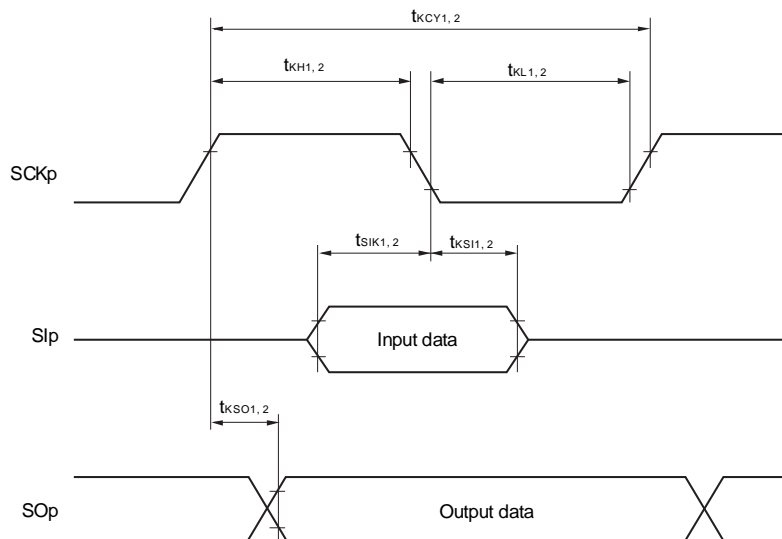 tKCY1, 2
tKH1, 2
tKL1, 2
SCKp
tSIK1, 2
tKSI1, 2
SIp
Input data
tKSO1, 2
SOp
Output data